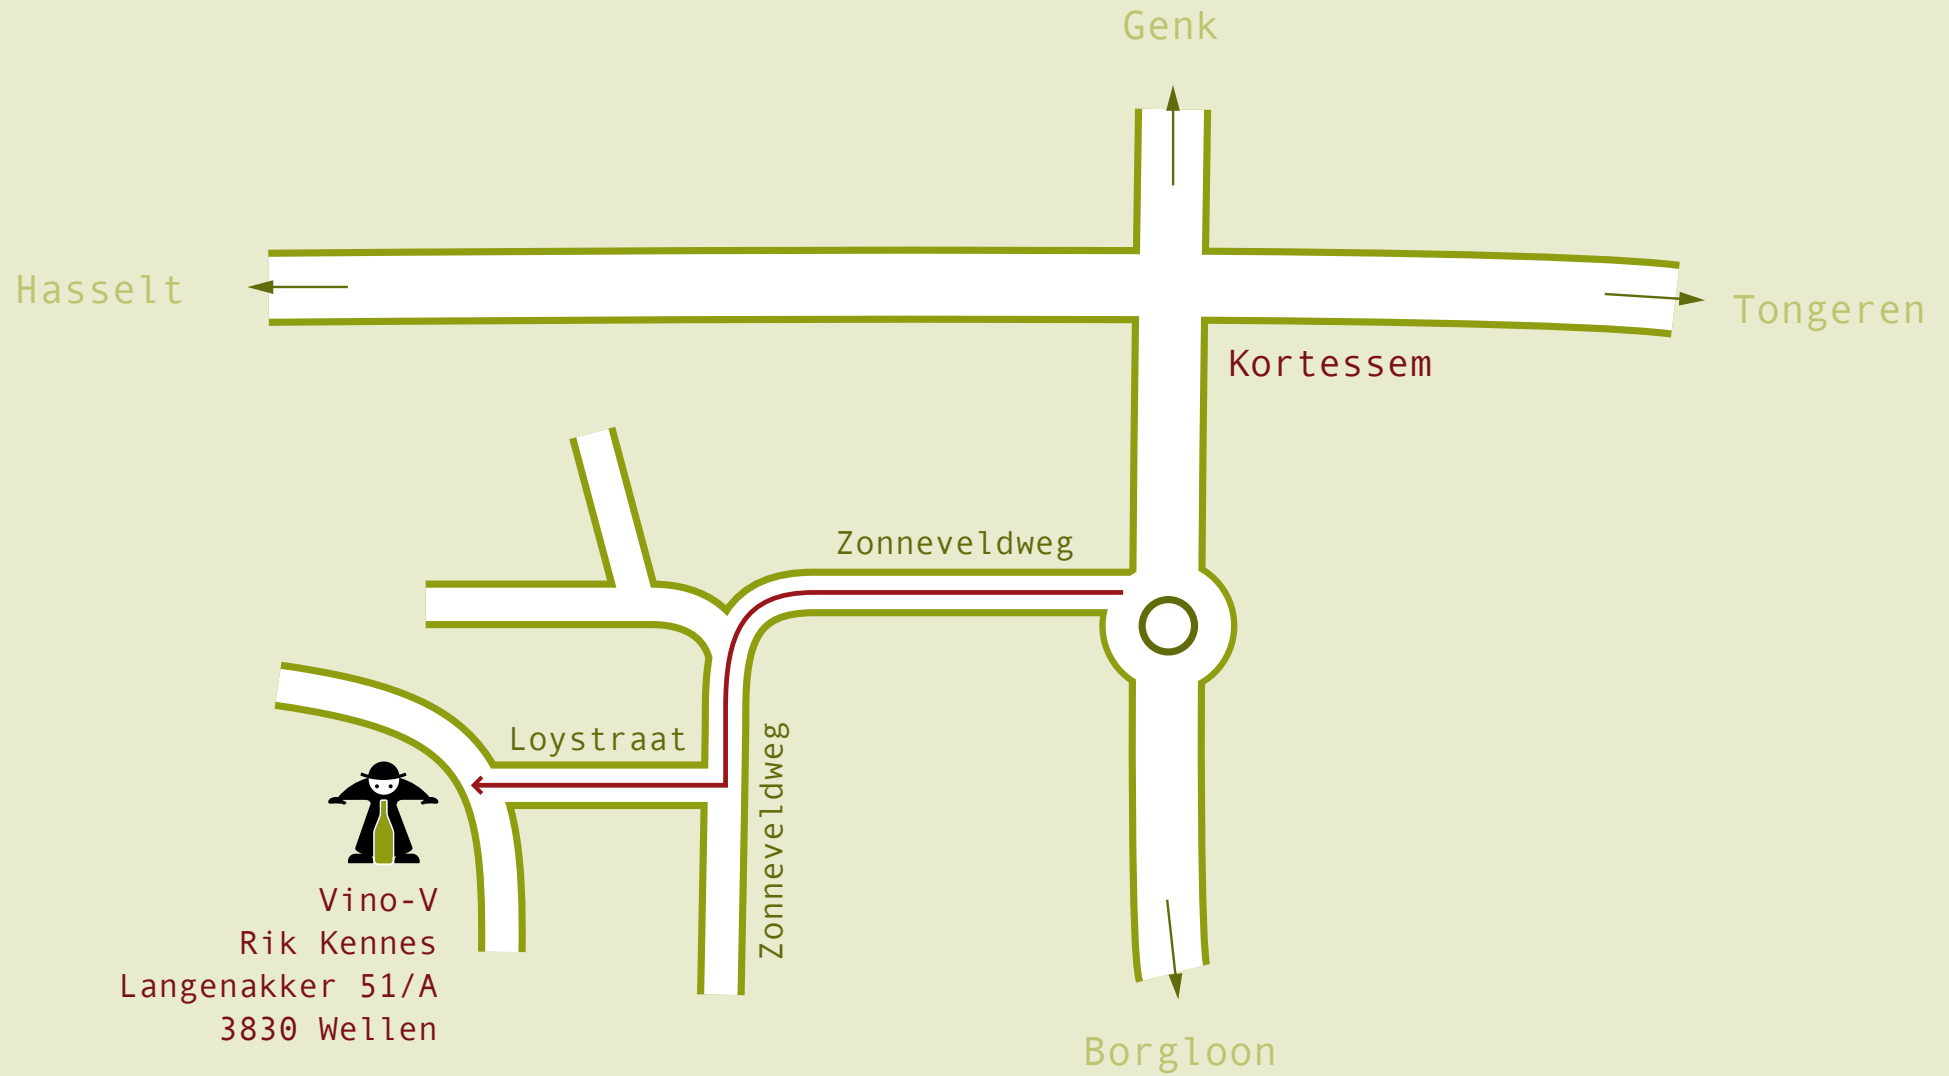 Genk
Hasselt
Tongeren
Kortessem
Zonneveldweg
Loystraat
Zonneveldweg
Vino-V
Rik Kennes
Langenakker 51/A
3830 Wellen
Borgloon